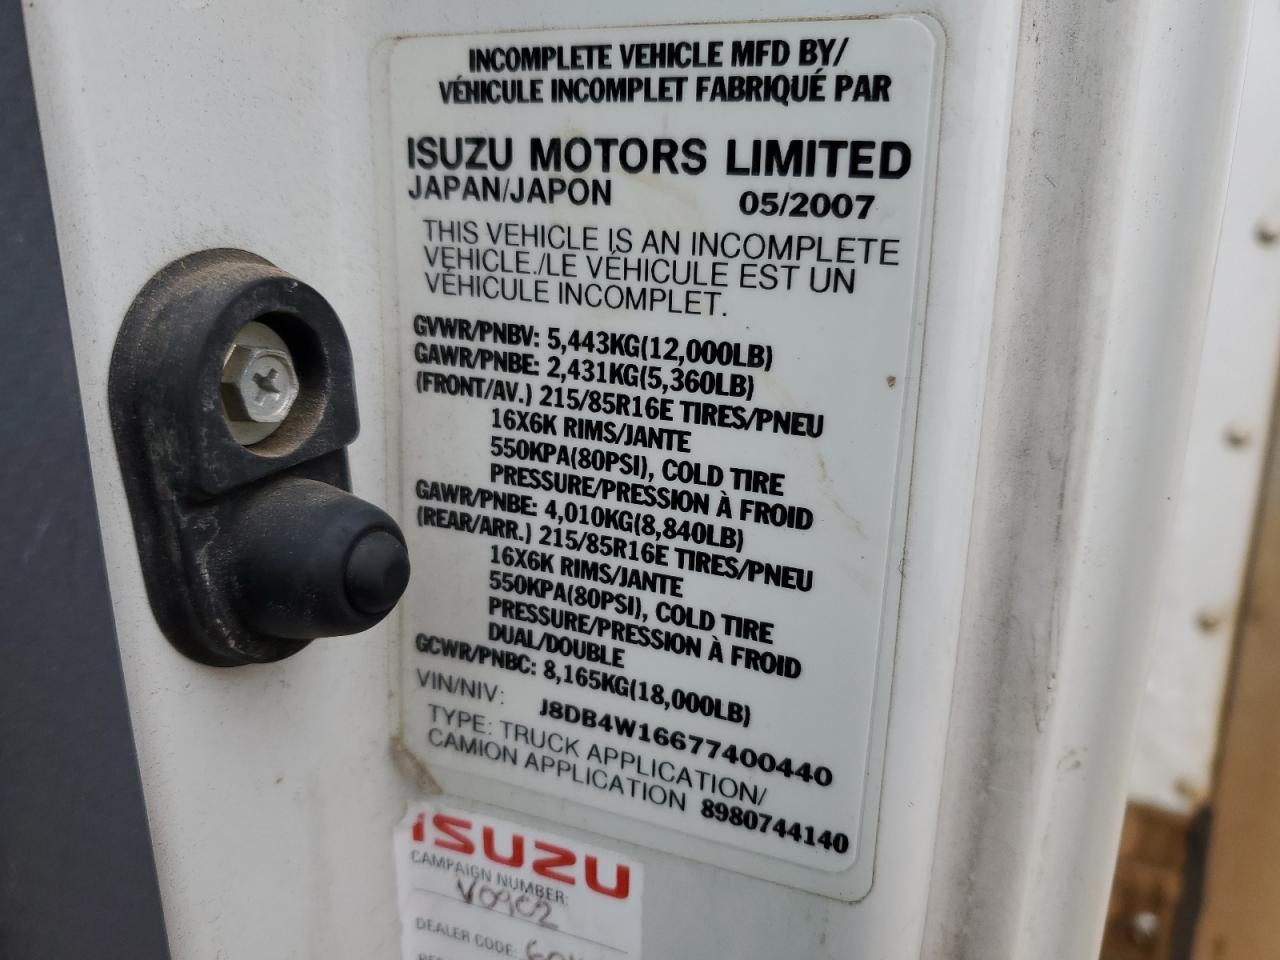 INCOMPLETE VEHICLE MFD BY/
VÉHICULE INCOMPLET FABRIQUÉ PAR
ISUZU MOTORS LIMITED
JAPAN/JAPON 05/2007
THIS VEHICLE IS AN INCOMPLETE
VEHICLE./LE VÉHICULE EST UN
VÉHICULE INCOMPLET.
GVWR/PNBV: 5,443KG(12,000LB)
GAWR/PNBE: 2,431KG(5,360LB)
(FRONT/AV.) 215/85R16E TIRES/PNEU
16X6K RIMS/JANTE
550KPA(80PSI), COLD TIRE
PRESSURE/PRESSION À FROID
GAWR/PNBE: 4,010KG(8,840LB)
(REAR/ARR.) 215/85R16E TIRES/PNEU
16X6K RIMS/JANTE
550KPA(80PSI), COLD TIRE
PRESSURE/PRESSION À FROID
DUAL/DOUBLE
GCWR/PNBC: 8,165KG(18,000LB)
VIN/NIV: J8DB4W16677400440
TYPE: TRUCK APPLICATION/
CAMION APPLICATION 8980744140
ISUZU
CAMPAIGN NUMBER:
V0902
DEALER CODE: